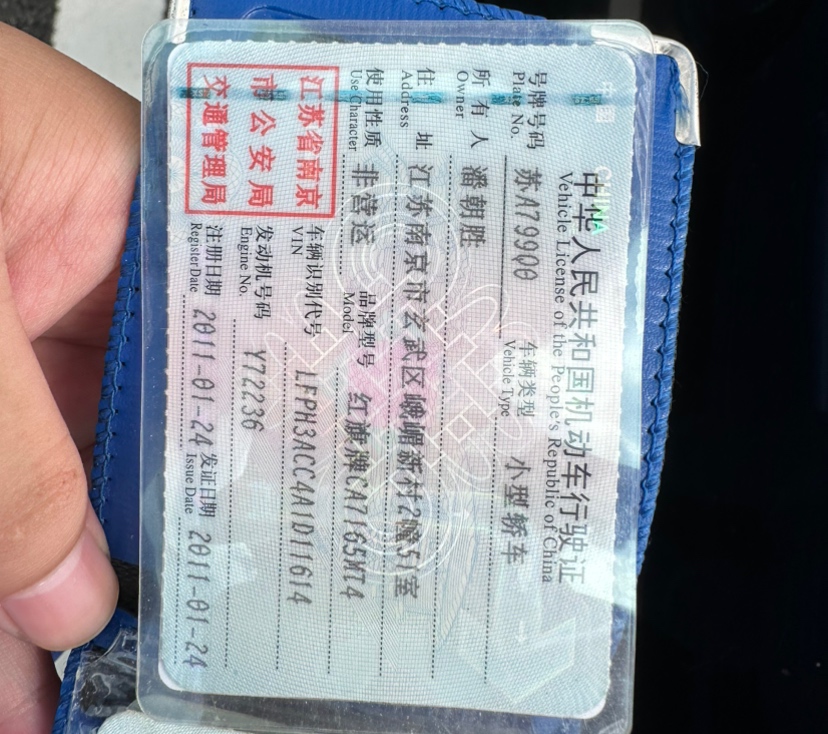 中国
CHINA
中华人民共和国机动车行驶证
Vehicle License of the People's Republic of China
号牌号码 苏A799Q0 车辆类型 小型轿车
Plate No. Vehicle Type
所有人 潘朝胜
Owner
住址 江苏南京市玄武区峨嵋新村2幢51室
Address
使用性质 非营运 品牌型号 红旗牌CA7165MT4
Use Character Model
江苏省南京
市公安局
交通管理局
车辆识别代号 LFPH3ACC4A1D11614
VIN
发动机号码 Y72236
Engine No.
注册日期 2011-01-24 发证日期 2011-01-24
Register Date Issue Date